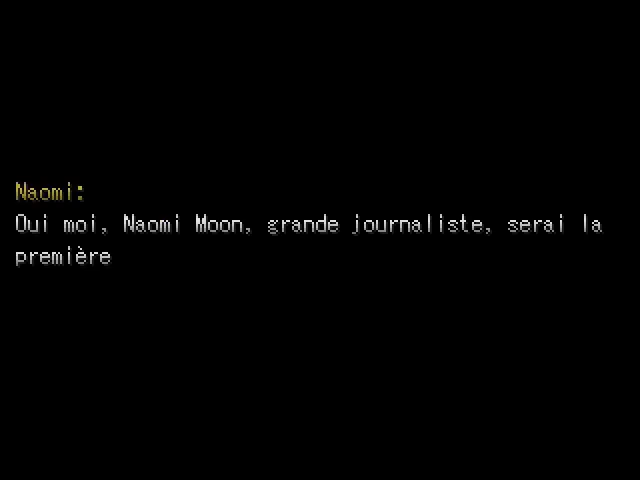 Naomi:
Oui moi, Naomi Moon, grande journaliste, serai la
première